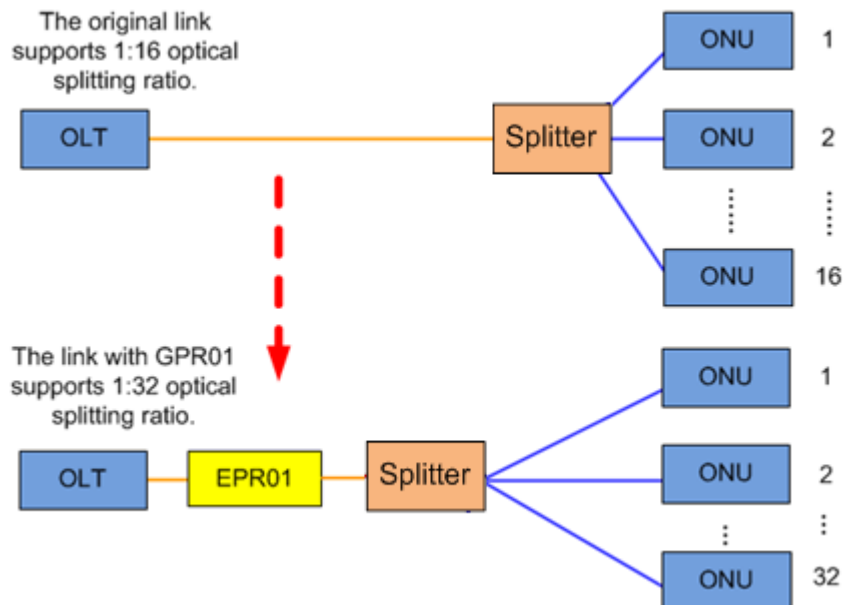 The original link
supports 1:16 optical
splitting ratio.
ONU 1
OLT
Splitter
ONU 2
ONU 16
The link with GPR01
supports 1:32 optical
splitting ratio.
ONU 1
OLT
EPR01
Splitter
ONU 2
ONU 32